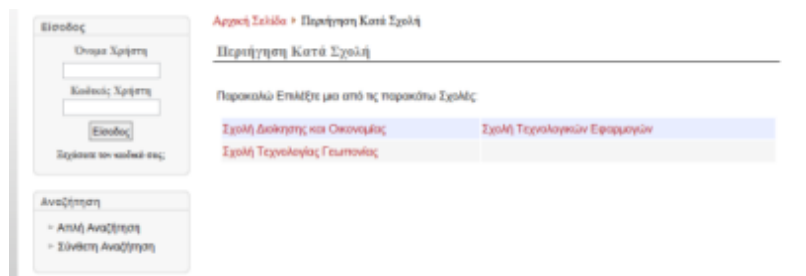 Είσοδος
Όνομα Χρήστη
Κωδικός Χρήστη
Είσοδος
Ξεχάσατε τον κωδικό σας;
Αναζήτηση
Απλή Αναζήτηση
Σύνθετη Αναζήτηση
Αρχική Σελίδα ▸ Περιήγηση Κατά Σχολή
Περιήγηση Κατά Σχολή
Παρακαλώ Επιλέξτε μια από τις παρακάτω Σχολές:
Σχολή Διοίκησης και Οικονομίας Σχολή Τεχνολογικών Εφαρμογών
Σχολή Τεχνολογίας Γεωπονίας